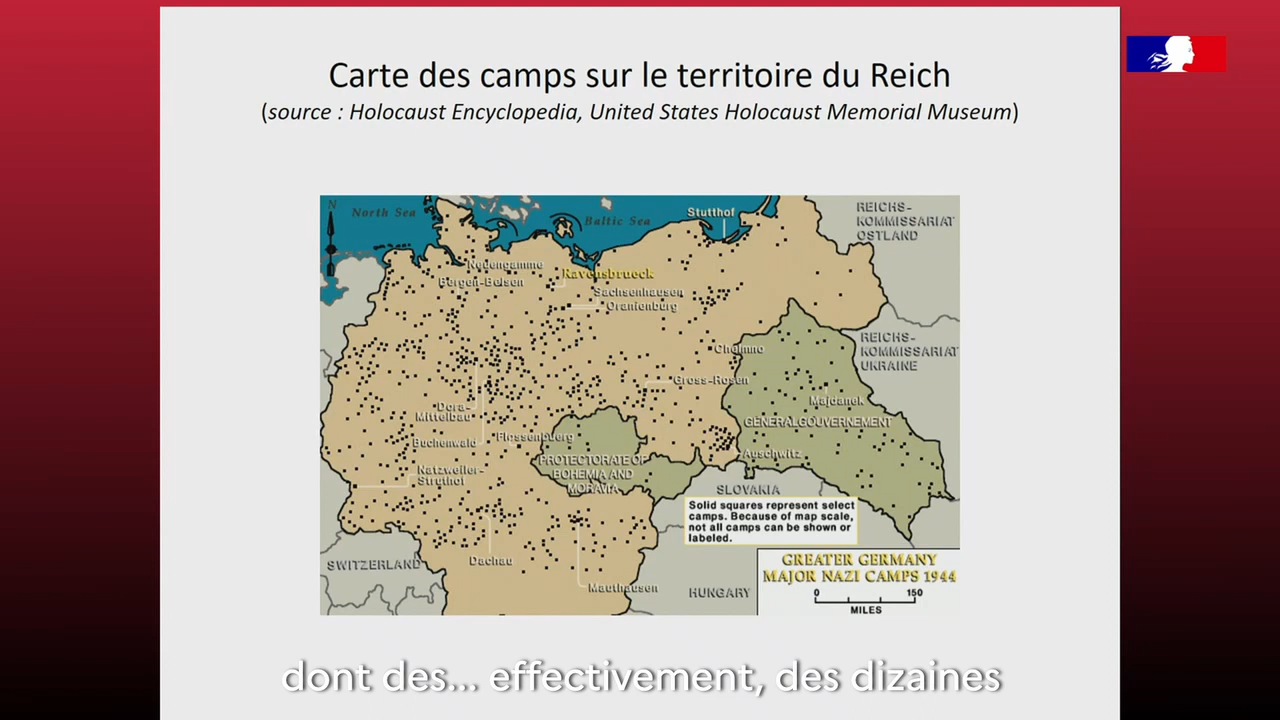 Carte des camps sur le territoire du Reich
(source : Holocaust Encyclopedia, United States Holocaust Memorial Museum)
N
North Sea
Baltic Sea
Stutthof
REICHS-
KOMMISSARIAT
OSTLAND
Neuengamme
Ravensbrueck
Bergen-Belsen
Sachsenhausen
Oranienburg
REICHS-
KOMMISSARIAT
UKRAINE
Chelmno
Gross-Rosen
Majdanek
Dora-
Mittelbau
GENERALGOUVERNEMENT
Buchenwald
Flossenbuerg
Auschwitz
PROTECTORATE OF
BOHEMIA AND
MORAVIA
Natzweiler-
Struthof
SLOVAKIA
Solid squares represent select
camps. Because of map scale,
not all camps can be shown or
labeled.
SWITZERLAND
Dachau
GREATER GERMANY
MAJOR NAZI CAMPS 1944
Mauthausen
HUNGARY
0 150
MILES
dont des... effectivement, des dizaines